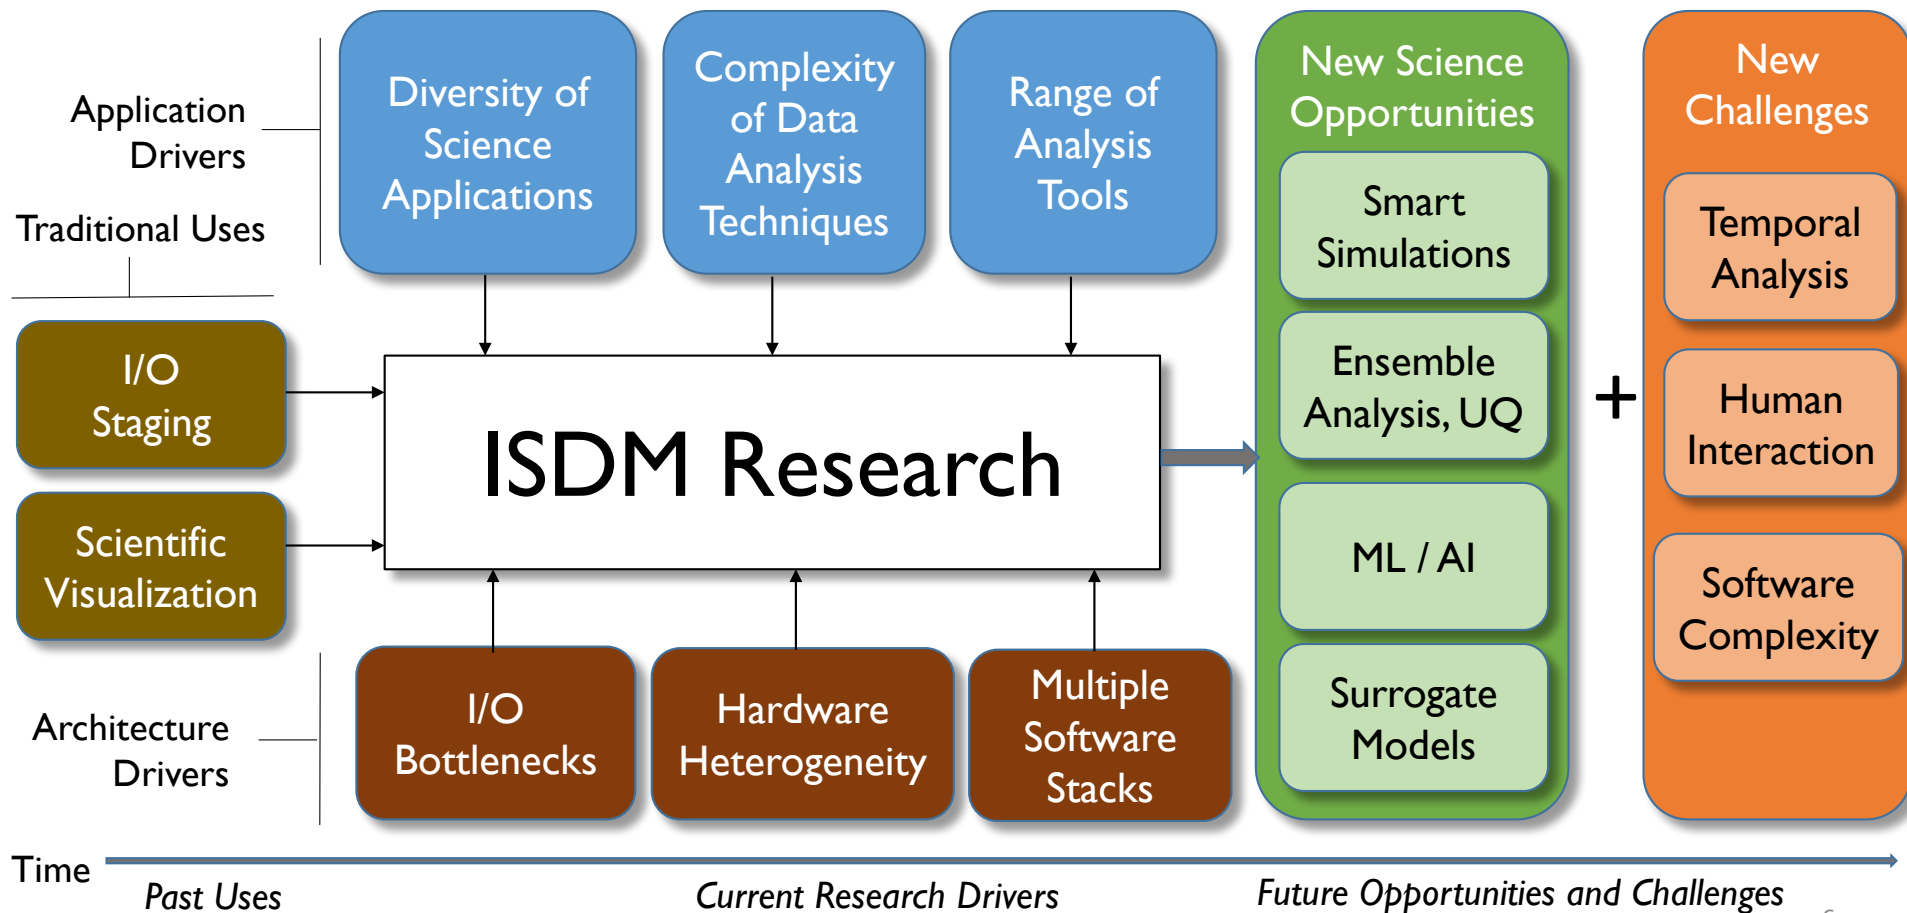 Application
Drivers
Traditional Uses
Diversity of
Science
Applications
Complexity
of Data
Analysis
Techniques
Range of
Analysis
Tools
I/O
Staging
Scientific
Visualization
ISDM Research
Architecture
Drivers
I/O
Bottlenecks
Hardware
Heterogeneity
Multiple
Software
Stacks
New Science
Opportunities
Smart
Simulations
Ensemble
Analysis, UQ
ML / AI
Surrogate
Models
+
New
Challenges
Temporal
Analysis
Human
Interaction
Software
Complexity
Time
Past Uses
Current Research Drivers
Future Opportunities and Challenges